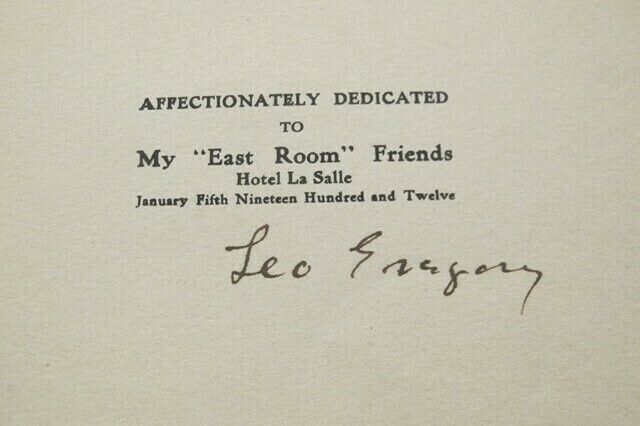 AFFECTIONATELY DEDICATED
TO
My "East Room" Friends
Hotel La Salle
January Fifth Nineteen Hundred and Twelve
Leo Gregory